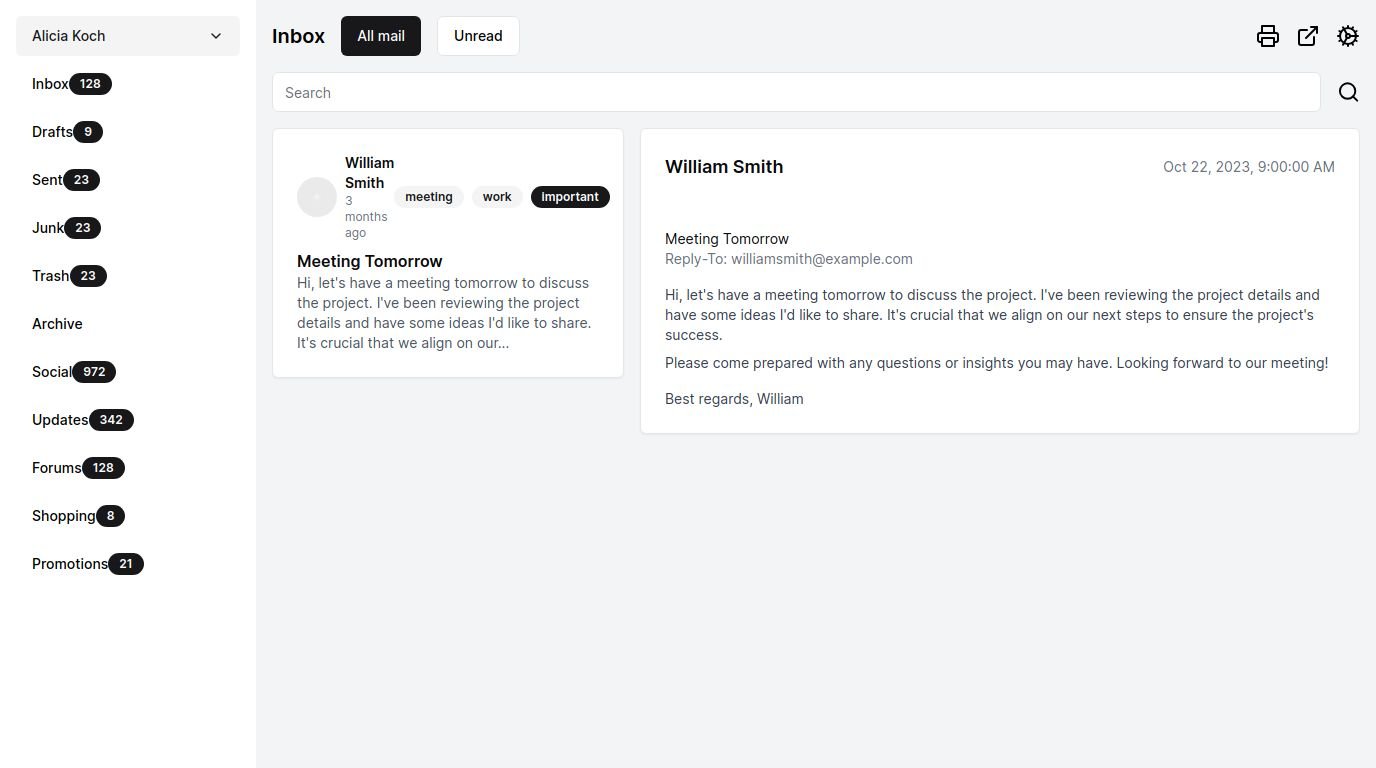 Alicia Koch
Inbox 128
Drafts 9
Sent 23
Junk 23
Trash 23
Archive
Social 972
Updates 342
Forums 128
Shopping 8
Promotions 21
Inbox All mail Unread
Search
William
Smith
3
months
ago
meeting work important
Meeting Tomorrow
Hi, let's have a meeting tomorrow to discuss
the project. I've been reviewing the project
details and have some ideas I'd like to share.
It's crucial that we align on our...
William Smith Oct 22, 2023, 9:00:00 AM
Meeting Tomorrow
Reply-To: williamsmith@example.com
Hi, let's have a meeting tomorrow to discuss the project. I've been reviewing the project details and
have some ideas I'd like to share. It's crucial that we align on our next steps to ensure the project's
success.
Please come prepared with any questions or insights you may have. Looking forward to our meeting!
Best regards, William